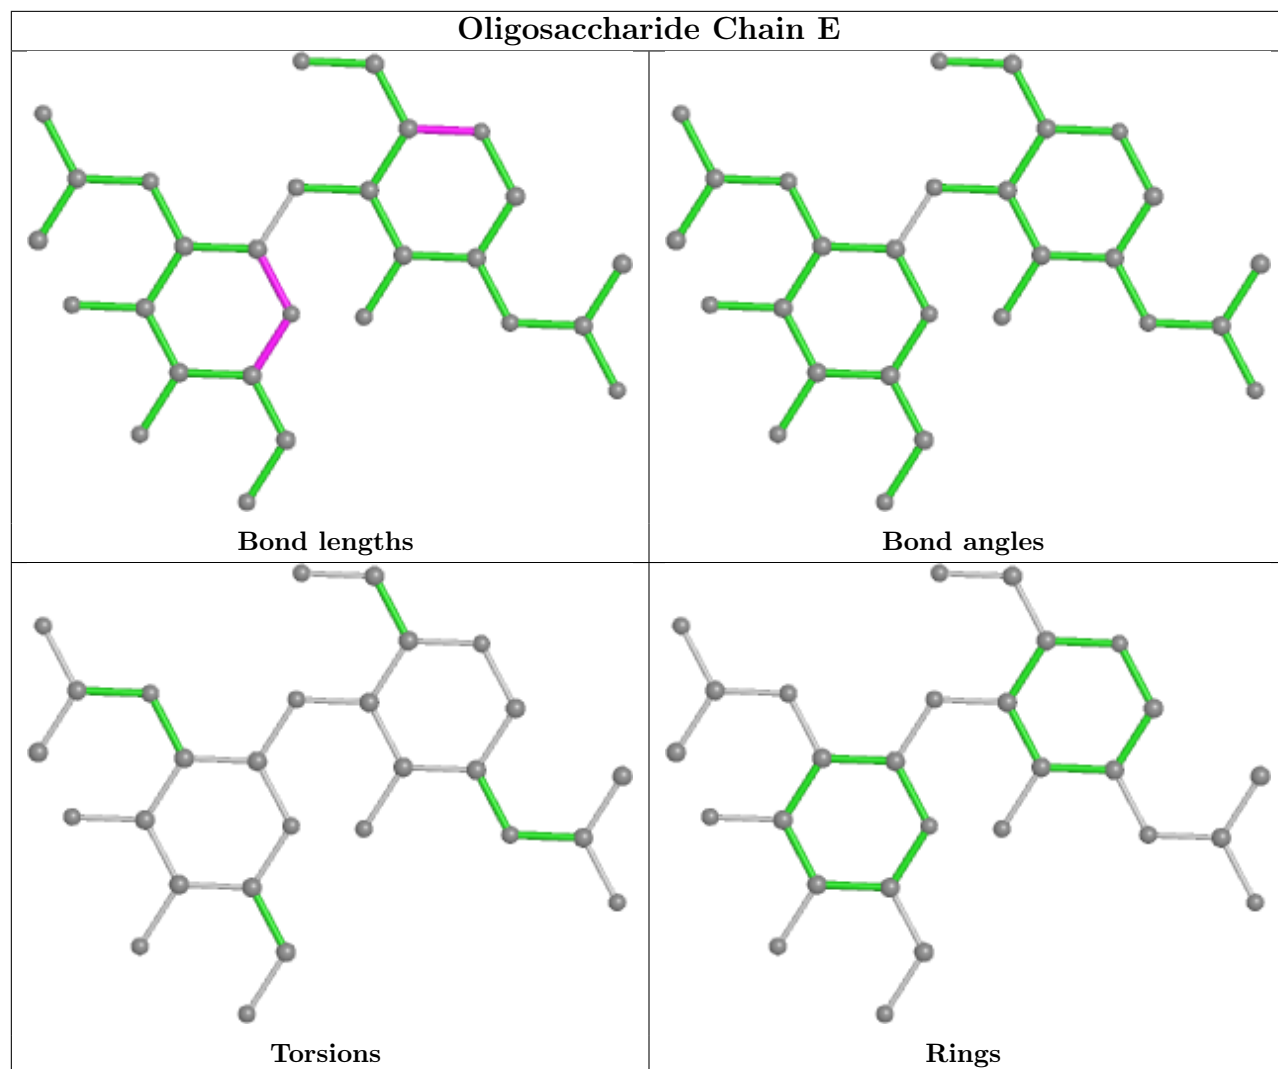 Oligosaccharide Chain E
Bond lengths
Bond angles
Torsions
Rings